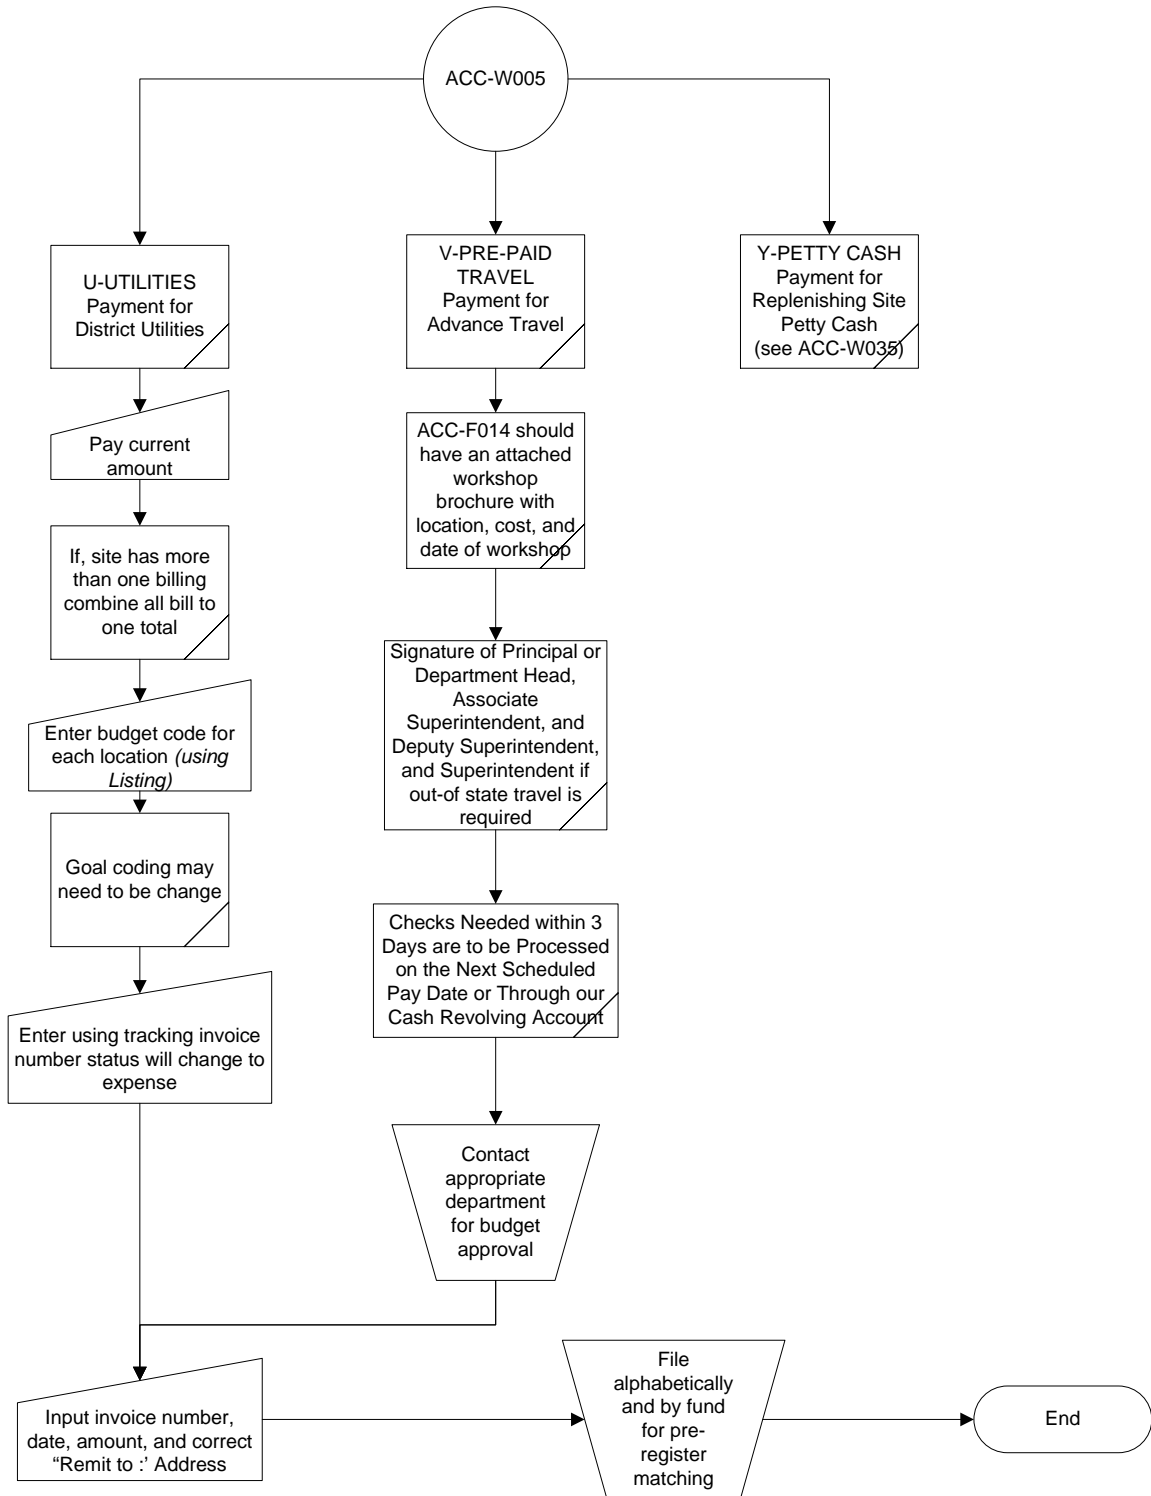 ACC-W005
U-UTILITIES
Payment for
District Utilities
V-PRE-PAID
TRAVEL
Payment for
Advance Travel
Y-PETTY CASH
Payment for
Replenishing Site
Petty Cash
(see ACC-W035)
Pay current
amount
If, site has more
than one billing
combine all bill to
one total
Enter budget code for
each location (using
Listing)
Goal coding may
need to be change
Enter using tracking invoice
number status will change to
expense
ACC-F014 should
have an attached
workshop
brochure with
location, cost, and
date of workshop
Signature of Principal or
Department Head,
Associate
Superintendent, and
Deputy Superintendent,
and Superintendent if
out-of state travel is
required
Checks Needed within 3
Days are to be Processed
on the Next Scheduled
Pay Date or Through our
Cash Revolving Account
Contact
appropriate
department
for budget
approval
Input invoice number,
date, amount, and correct
“Remit to :’ Address
File
alphabetically
and by fund
for pre-
register
matching
End